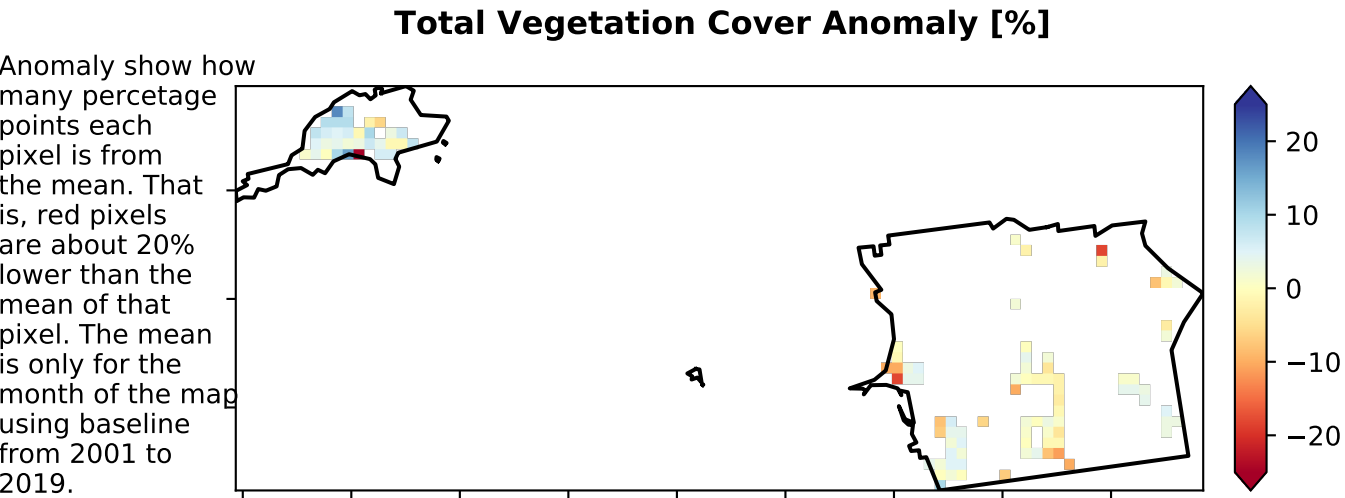 Total Vegetation Cover Anomaly [%]
Anomaly show how
many percetage
points each
pixel is from
the mean. That
is, red pixels
are about 20%
lower than the
mean of that
pixel. The mean
is only for the
month of the map
using baseline
from 2001 to
2019.
20
10
0
−10
−20